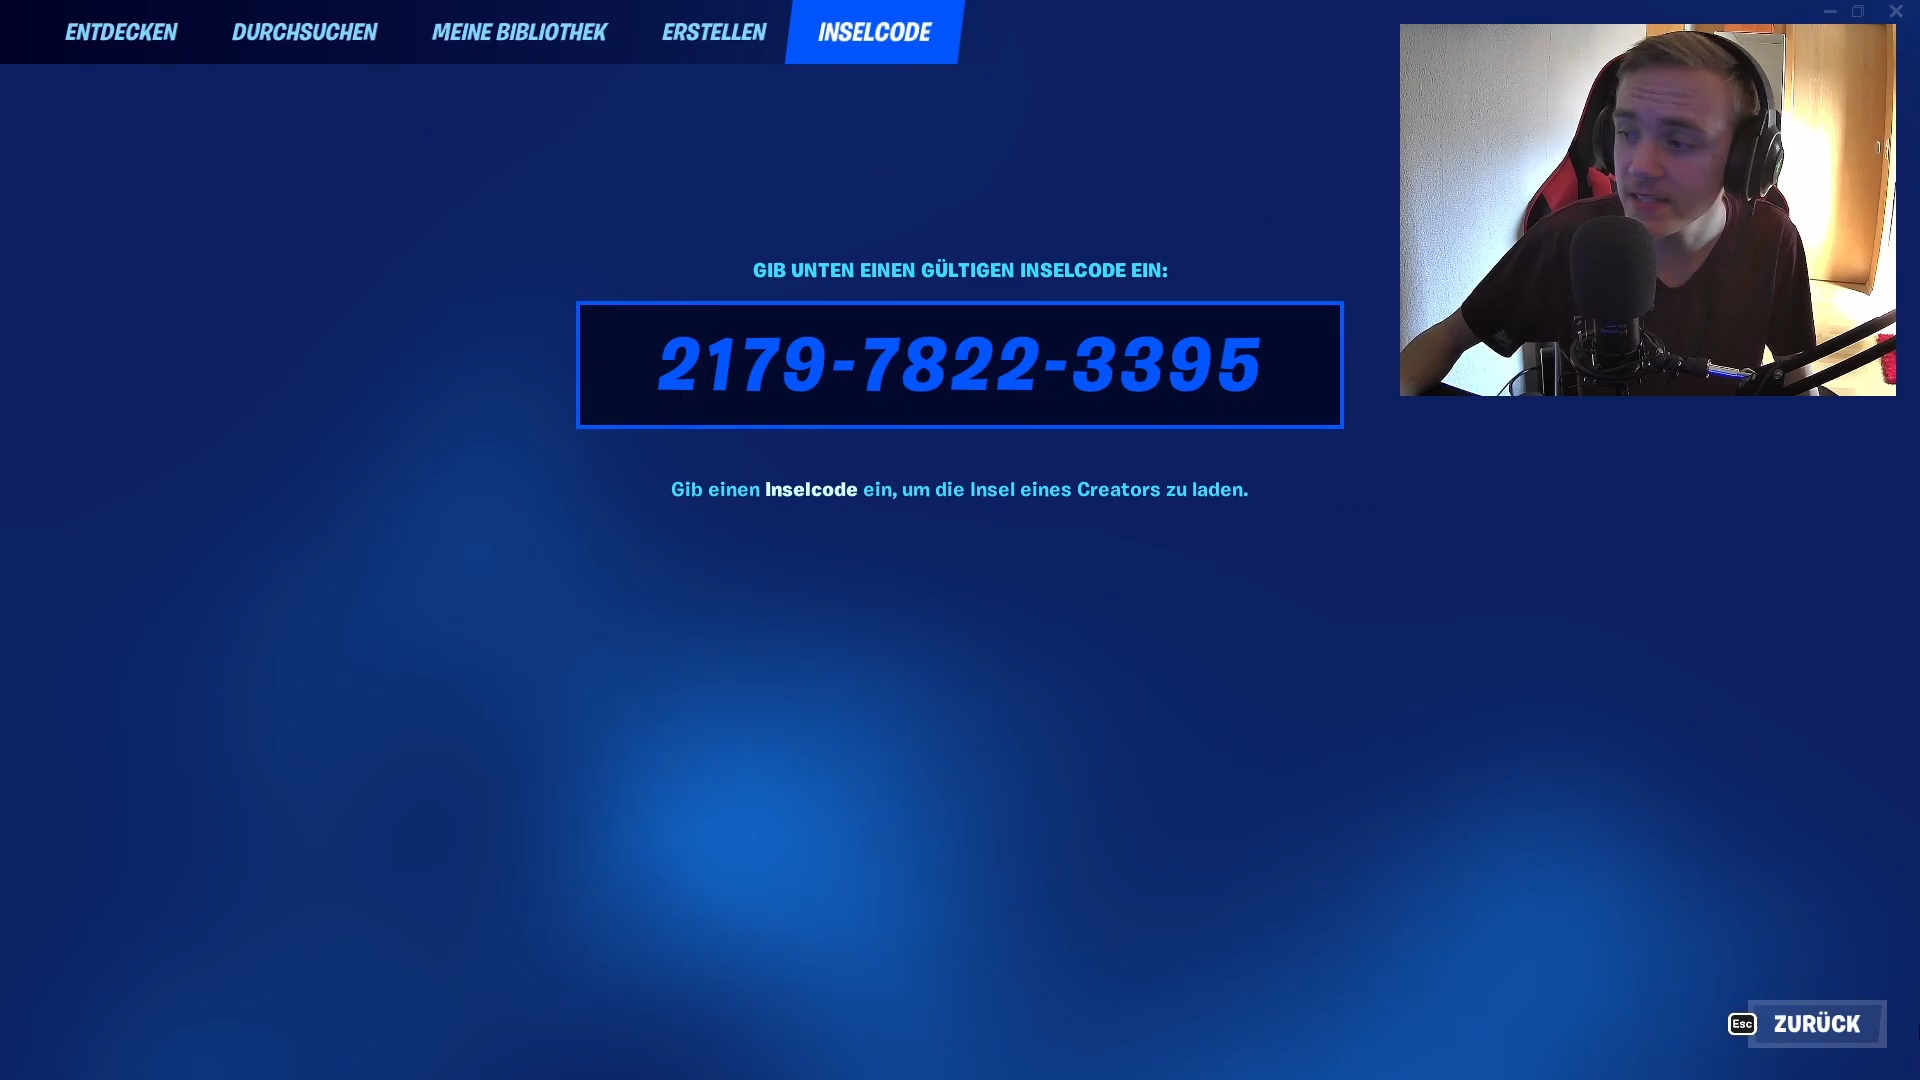 ENTDECKEN DURCHSUCHEN MEINE BIBLIOTHEK ERSTELLEN INSELCODE
GIB UNTEN EINEN GÜLTIGEN INSELCODE EIN:
2179-7822-3395
Gib einen Inselcode ein, um die Insel eines Creators zu laden.
Esc ZURÜCK